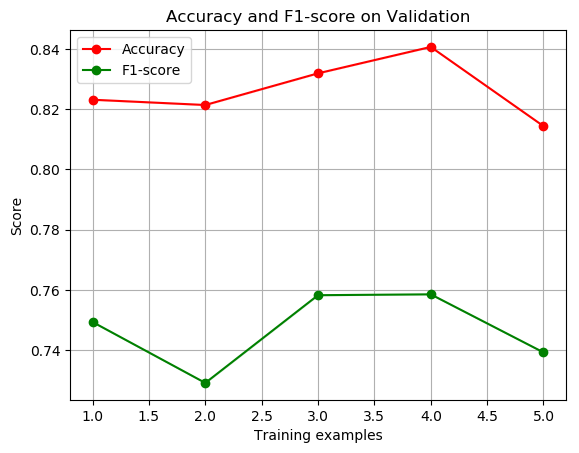 Accuracy and F1-score on Validation
Accuracy
F1-score
0.84
0.82
0.80
0.78
0.76
0.74
Score
1.0 1.5 2.0 2.5 3.0 3.5 4.0 4.5 5.0
Training examples